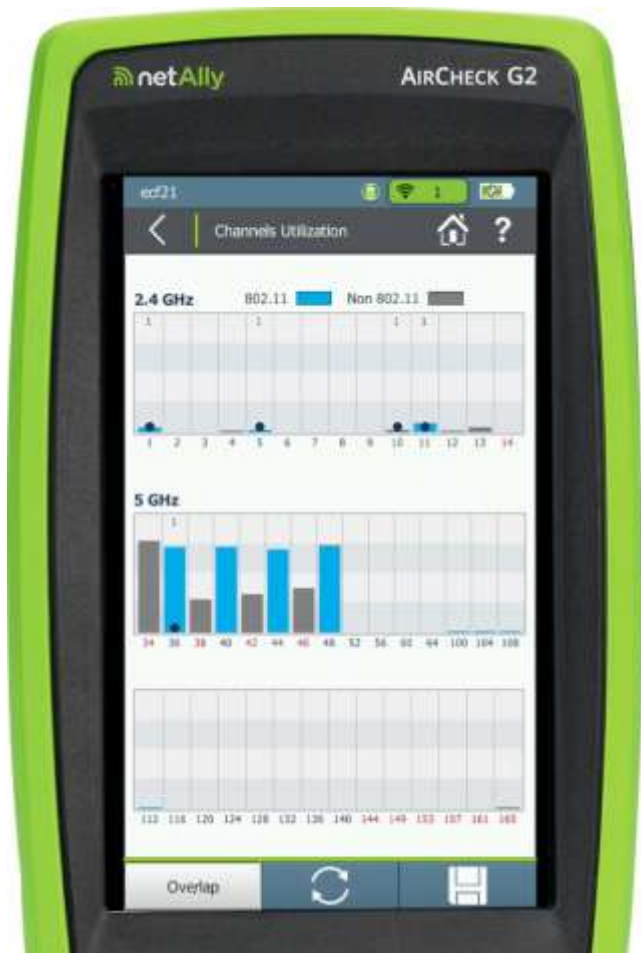 netAlly AIRCHECK G2
ecf21 1
Channels Utilization ?
2.4 GHz 802.11 Non 802.11
1 1 1 3
1 2 3 4 5 6 7 8 9 10 11 12 13 14
5 GHz
1
34 36 38 40 42 44 46 48 52 56 60 64 100 104 108
112 116 120 124 128 132 136 140 144 149 153 157 161 165
Overlap